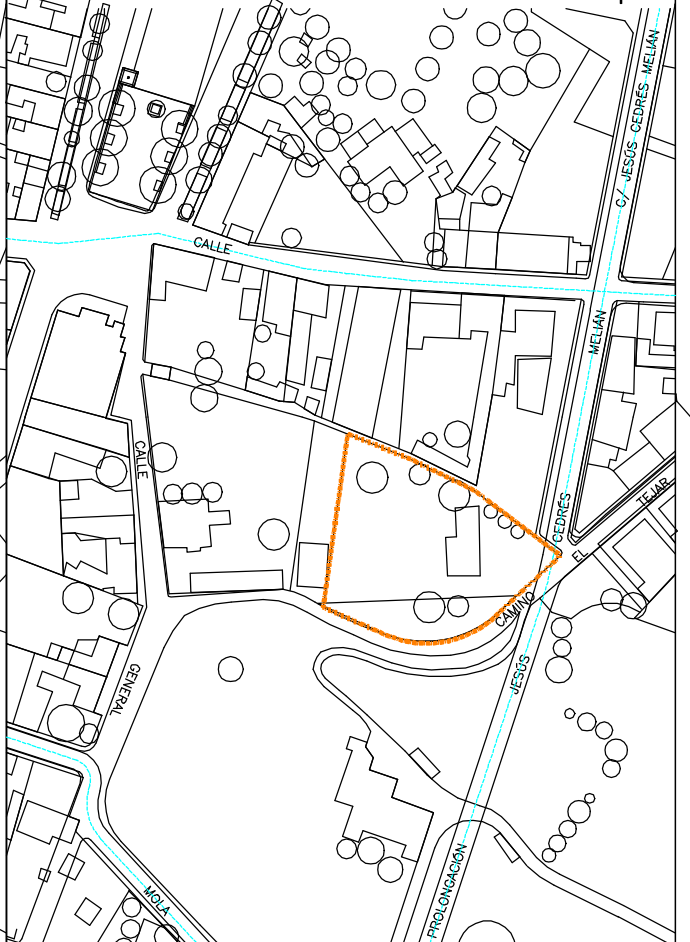 C/ JESÚS CEDRÉS MELIÁN
CALLE
MELIÁN
CALLE
CEDRÉS
TEJAR
EL
CAMINO
JESÚS
GENERAL
PROLONGACIÓN
MOLA